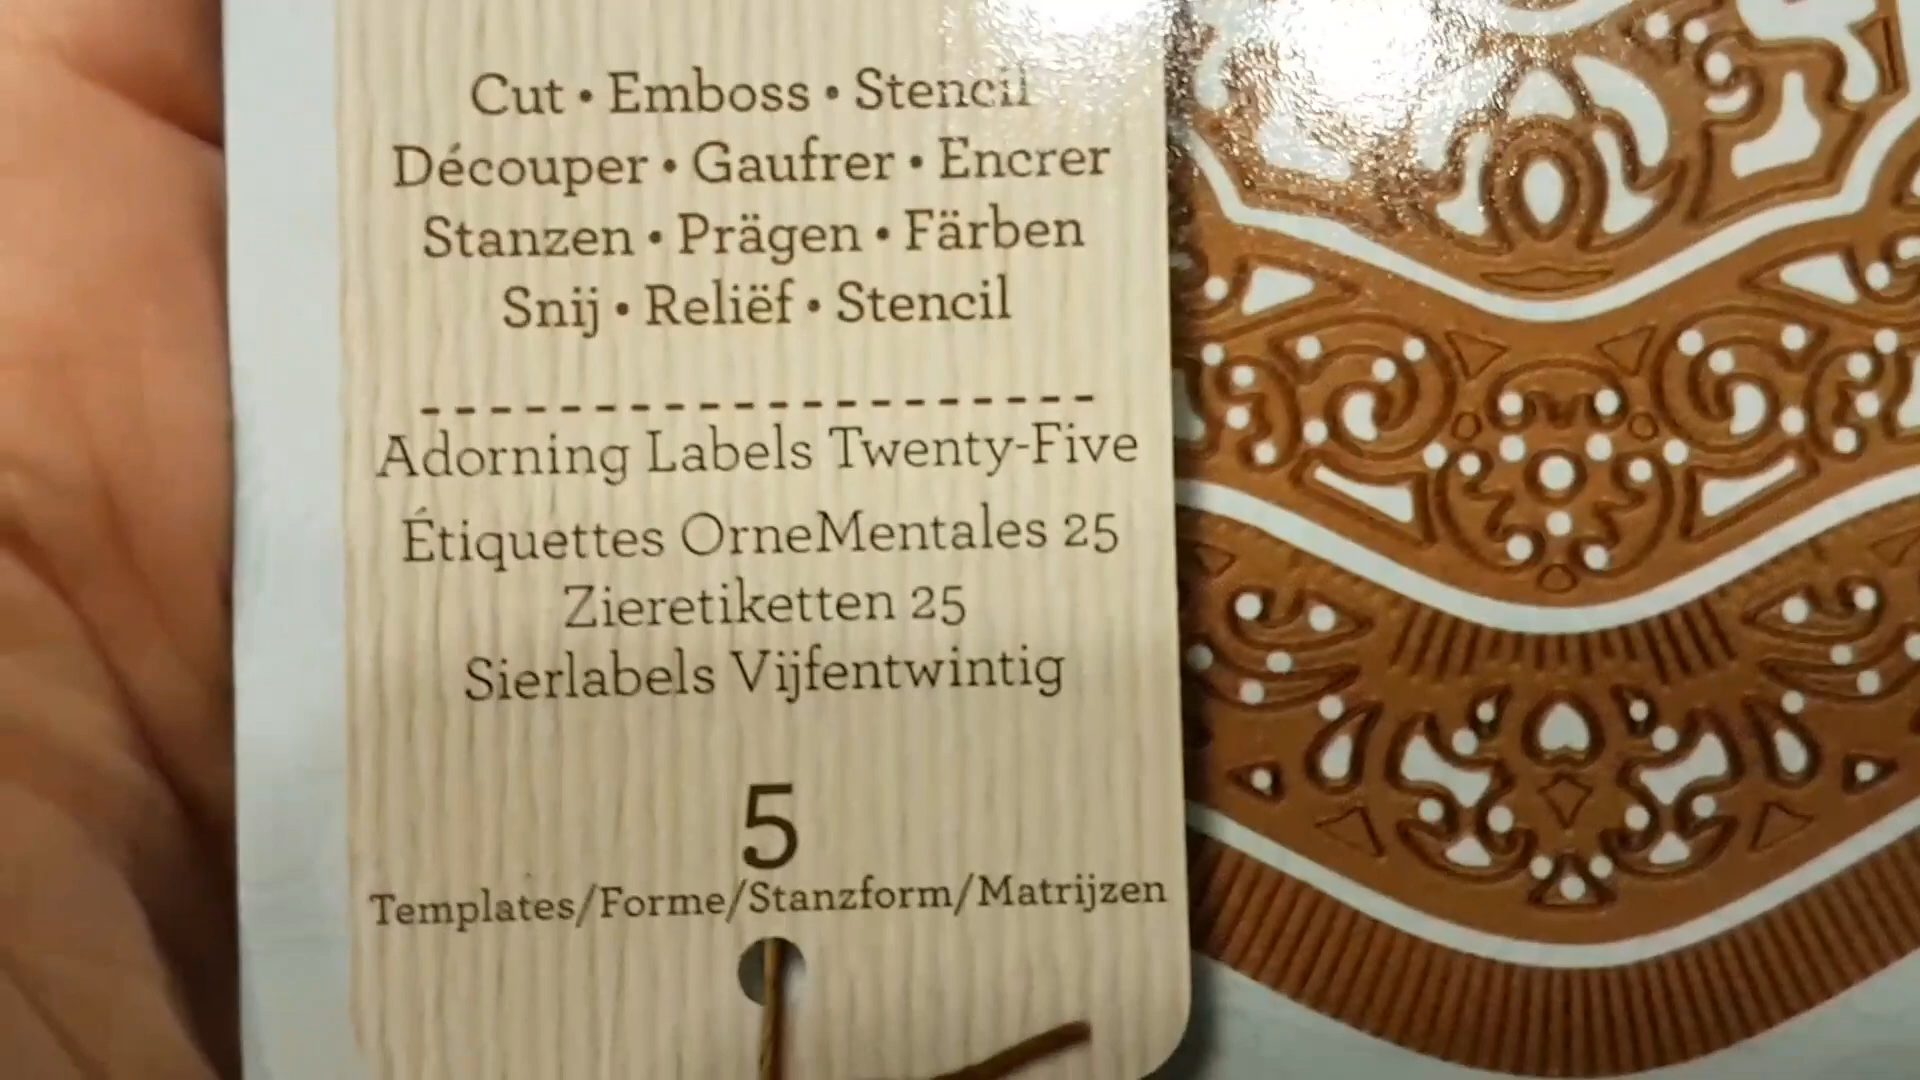 Cut • Emboss • Stencil
Découper • Gaufrer • Encrer
Stanzen • Prägen • Färben
Snij • Reliëf • Stencil
Adorning Labels Twenty-Five
Étiquettes OrneMentales 25
Zieretiketten 25
Sierlabels Vijfentwintig
5
Templates/Forme/Stanzform/Matrijzen